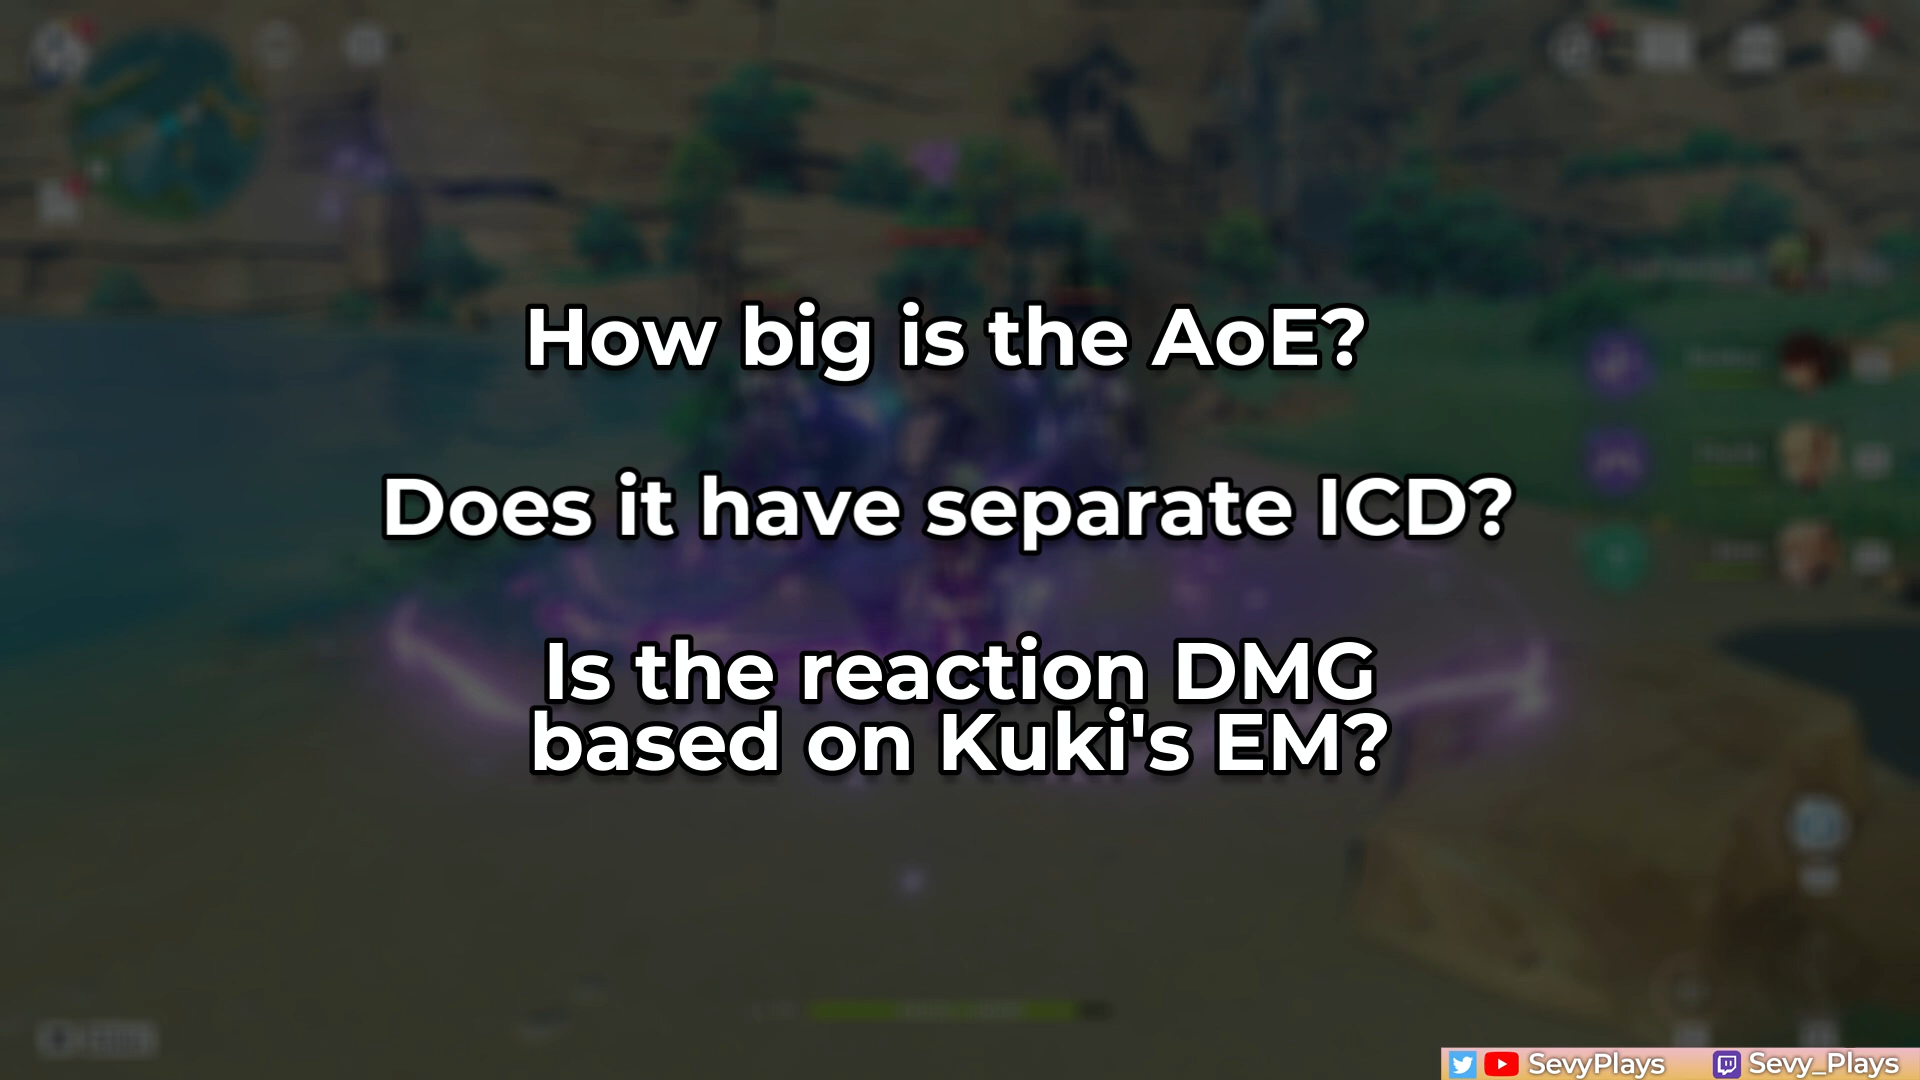 How big is the AoE?
Does it have separate ICD?
Is the reaction DMG
based on Kuki's EM?
SevyPlays
Sevy_Plays